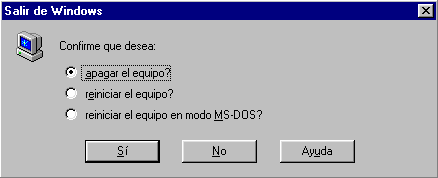 Salir de Windows
Confirme que desea:
apagar el equipo?
reiniciar el equipo?
reiniciar el equipo en modo MS-DOS?
Sí No Ayuda